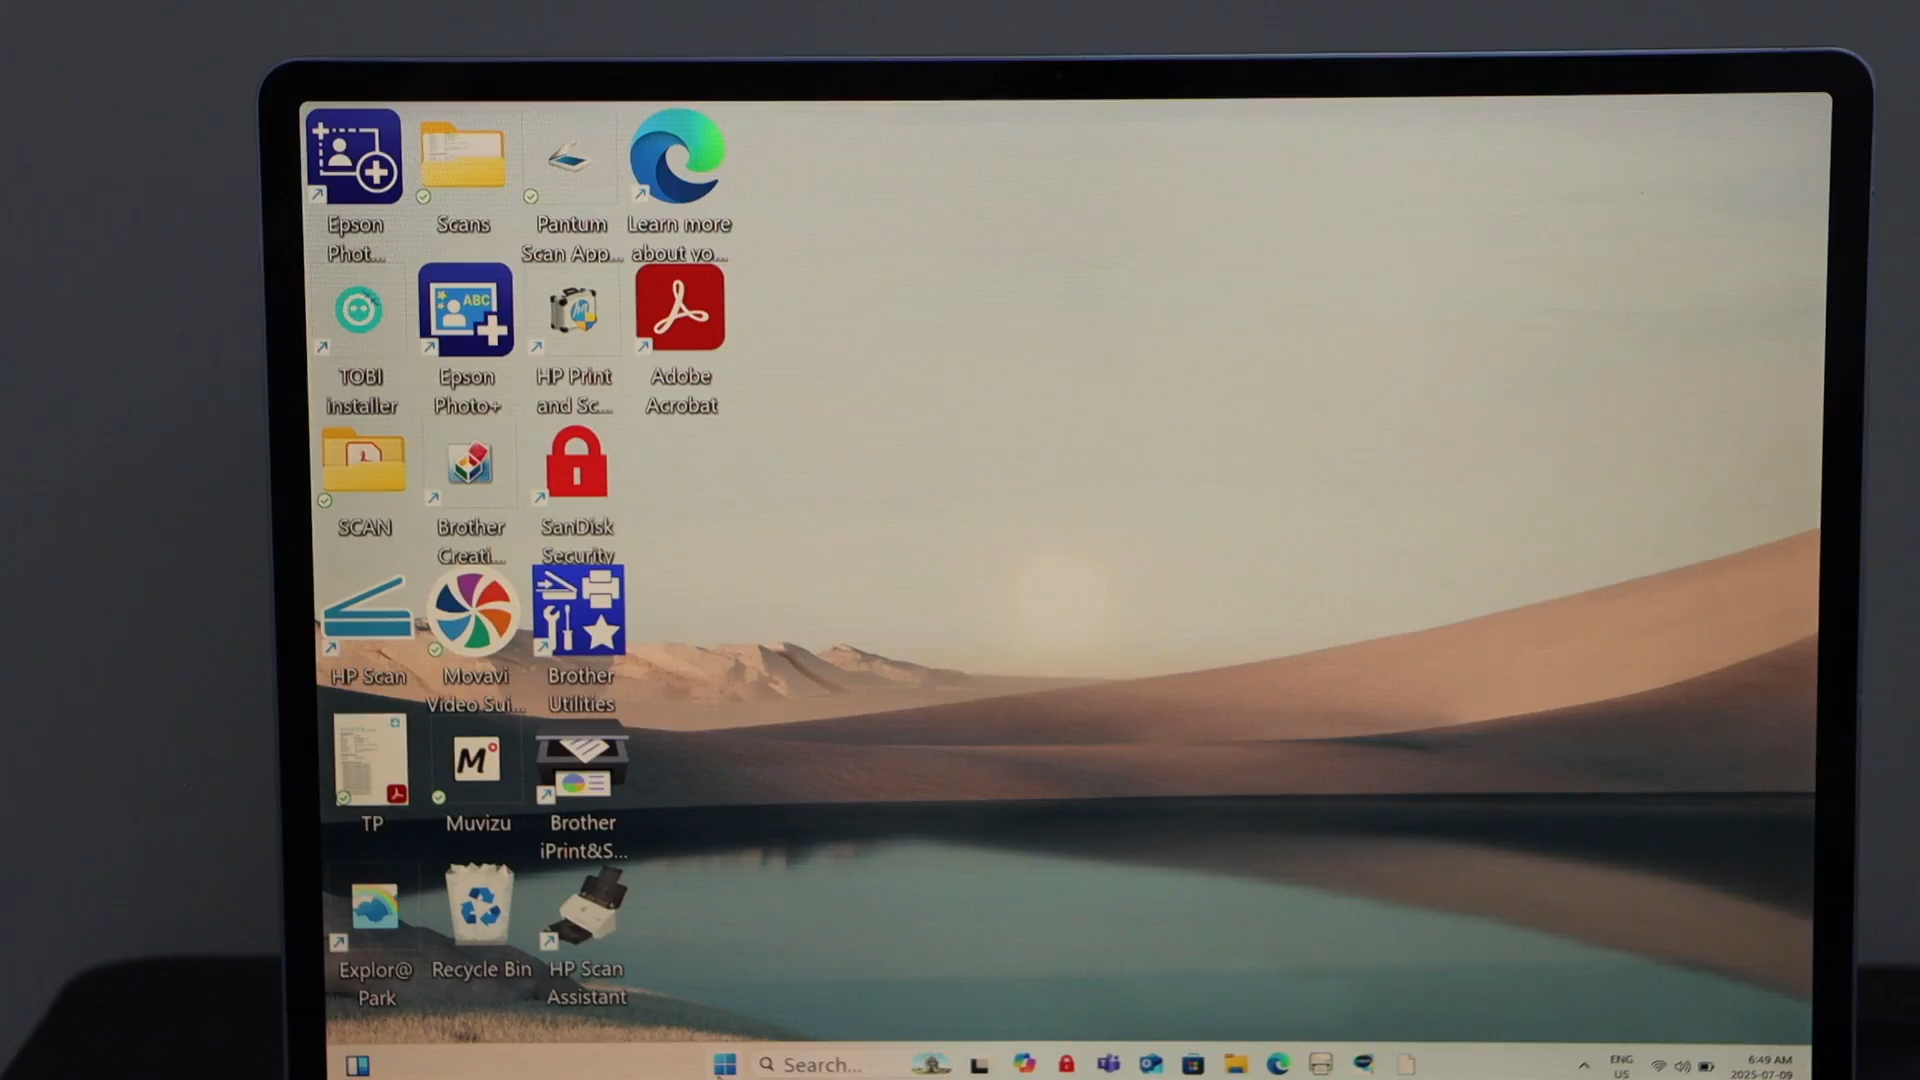 Epson
Phot...
Scans
Pantum
Scan App...
Learn more
about yo...
TOBI
installer
ABC
Epson
Photo+
HP Print
and Sc...
Adobe
Acrobat
SCAN
Brother
Creati...
SanDisk
Security
HP Scan
Movavi
Video Sui...
Brother
Utilities
TP
M
Muvizu
Brother
iPrint&S...
Explor@
Park
Recycle Bin
HP Scan
Assistant
Search...
ENG
US
6:49 AM
2025-07-09